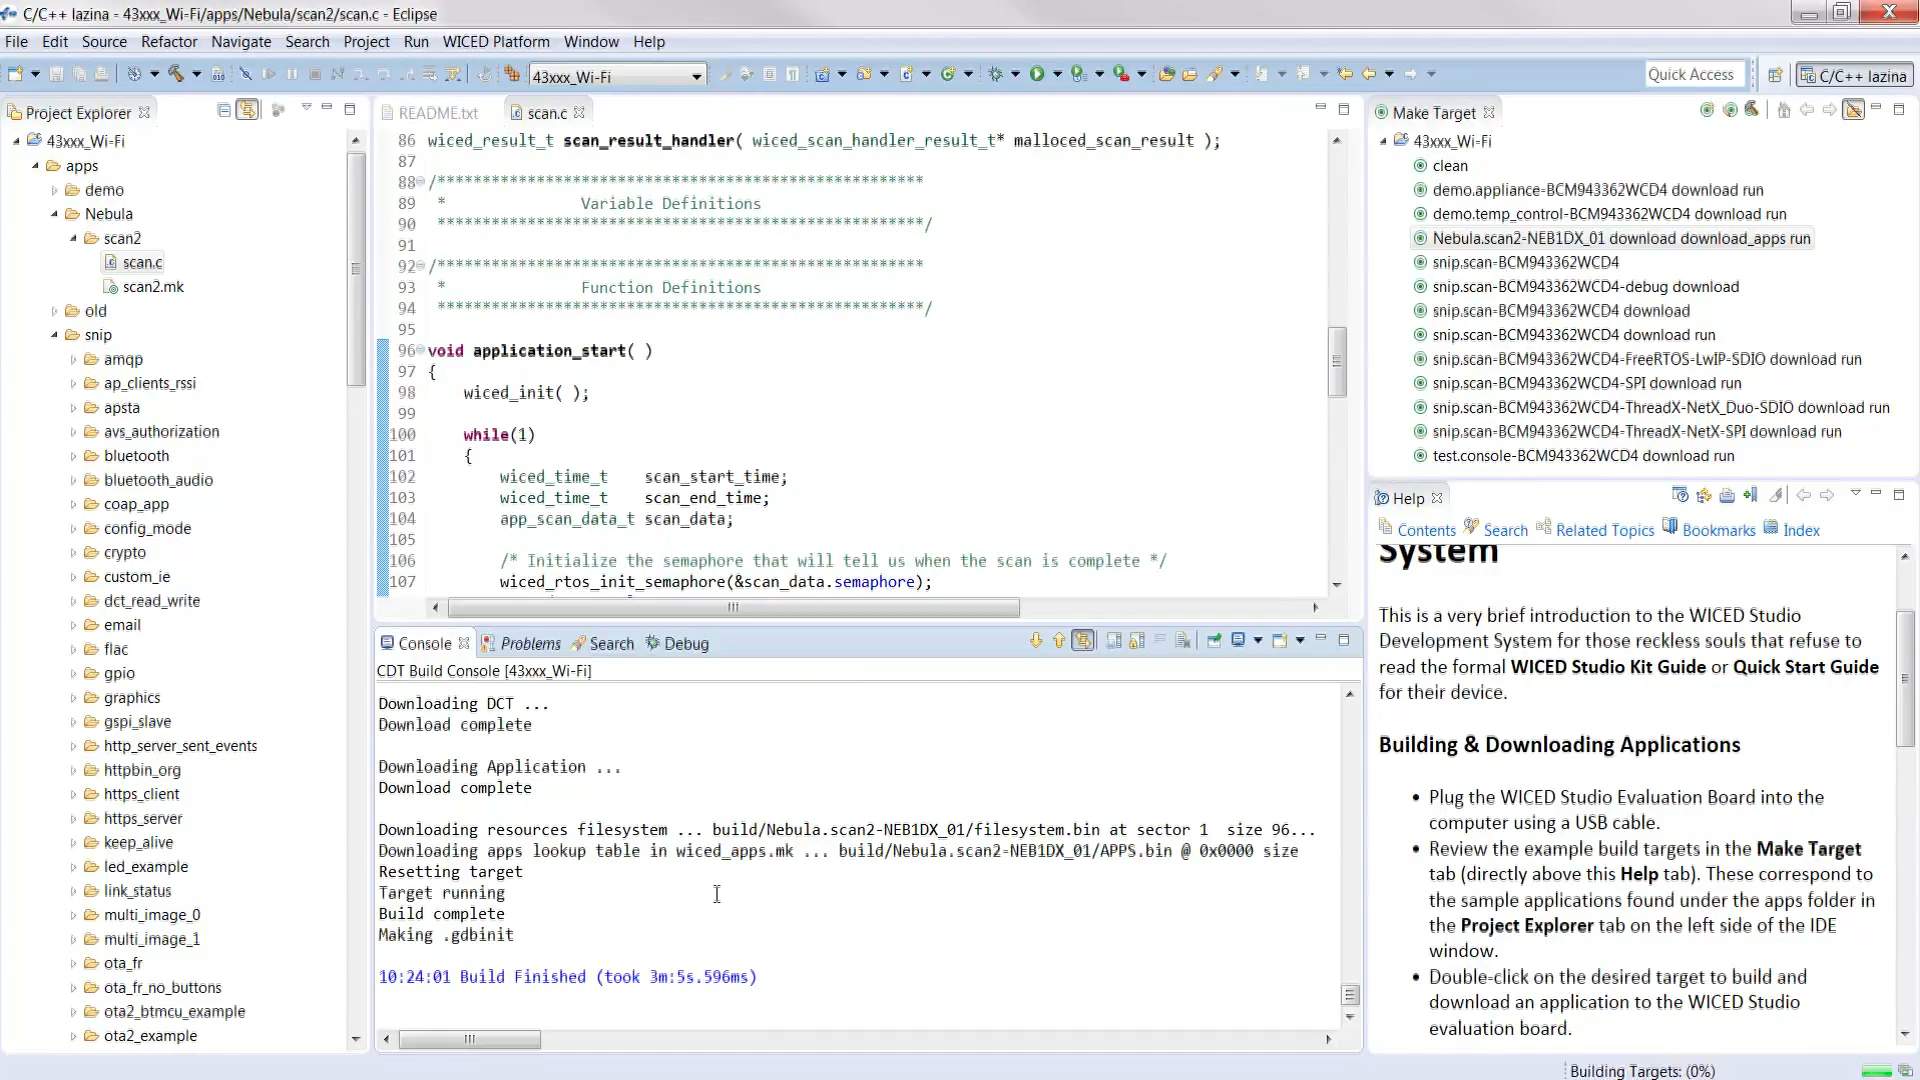 C/C++ lazina - 43xxx_Wi-Fi/apps/Nebula/scan2/scan.c - Eclipse
File Edit Source Refactor Navigate Search Project Run WICED Platform Window Help
43xxx_Wi-Fi
Quick Access
C/C++ lazina
Project Explorer
43xxx_Wi-Fi
apps
demo
Nebula
scan2
scan.c
scan2.mk
old
snip
amqp
ap_clients_rssi
apsta
avs_authorization
bluetooth
bluetooth_audio
coap_app
config_mode
crypto
custom_ie
dct_read_write
email
flac
gpio
graphics
gspi_slave
http_server_sent_events
httpbin_org
https_client
https_server
keep_alive
led_example
link_status
multi_image_0
multi_image_1
ota_fr
ota_fr_no_buttons
ota2_btmcu_example
ota2_example
README.txt scan.c
86 wiced_result_t scan_result_handler( wiced_scan_handler_result_t* malloced_scan_result );
87
88 /******************************************************
89 * Variable Definitions
90 ******************************************************/
91
92 /******************************************************
93 * Function Definitions
94 ******************************************************/
95
96 void application_start( )
97 {
98 wiced_init( );
99
100 while(1)
101 {
102 wiced_time_t scan_start_time;
103 wiced_time_t scan_end_time;
104 app_scan_data_t scan_data;
105
106 /* Initialize the semaphore that will tell us when the scan is complete */
107 wiced_rtos_init_semaphore(&scan_data.semaphore);
Console Problems Search Debug
CDT Build Console [43xxx_Wi-Fi]
Downloading DCT ...
Download complete
Downloading Application ...
Download complete
Downloading resources filesystem ... build/Nebula.scan2-NEB1DX_01/filesystem.bin at sector 1 size 96...
Downloading apps lookup table in wiced_apps.mk ... build/Nebula.scan2-NEB1DX_01/APPS.bin @ 0x0000 size
Resetting target
Target running
Build complete
Making .gdbinit
10:24:01 Build Finished (took 3m:5s.596ms)
Make Target
43xxx_Wi-Fi
clean
demo.appliance-BCM943362WCD4 download run
demo.temp_control-BCM943362WCD4 download run
Nebula.scan2-NEB1DX_01 download download_apps run
snip.scan-BCM943362WCD4
snip.scan-BCM943362WCD4-debug download
snip.scan-BCM943362WCD4 download
snip.scan-BCM943362WCD4 download run
snip.scan-BCM943362WCD4-FreeRTOS-LwIP-SDIO download run
snip.scan-BCM943362WCD4-SPI download run
snip.scan-BCM943362WCD4-ThreadX-NetX_Duo-SDIO download run
snip.scan-BCM943362WCD4-ThreadX-NetX-SPI download run
test.console-BCM943362WCD4 download run
Help
Contents Search Related Topics Bookmarks Index
System
This is a very brief introduction to the WICED Studio
Development System for those reckless souls that refuse to
read the formal WICED Studio Kit Guide or Quick Start Guide
for their device.
Building & Downloading Applications
• Plug the WICED Studio Evaluation Board into the
computer using a USB cable.
• Review the example build targets in the Make Target
tab (directly above this Help tab). These correspond to
the sample applications found under the apps folder in
the Project Explorer tab on the left side of the IDE
window.
• Double-click on the desired target to build and
download an application to the WICED Studio
evaluation board.
Building Targets: (0%)